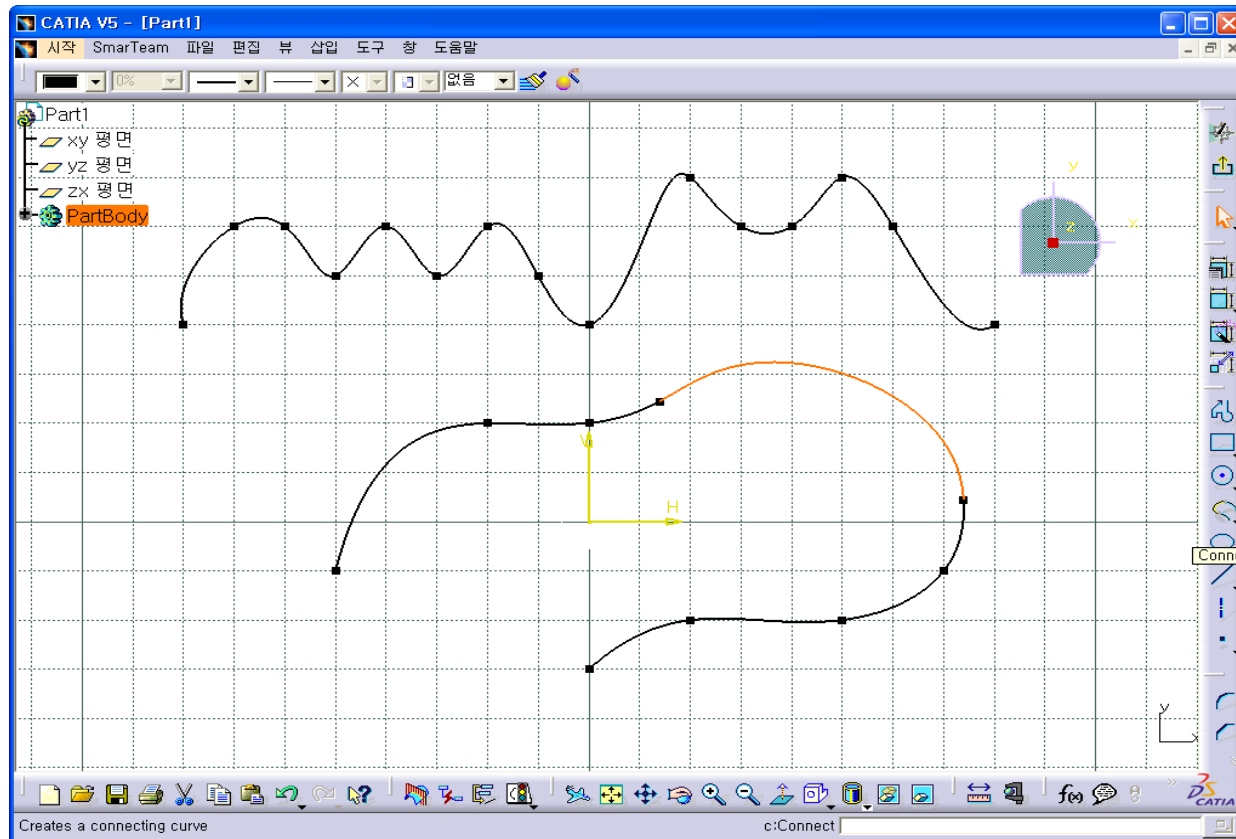 CATIA V5 - [Part1]
시작 SmarTeam 파일 편집 뷰 삽입 도구 창 도움말
0% 없음
Part1
xy 평면
yz 평면
zx 평면
PartBody
y
z x
V
H
Conne
y
x
f(x)
DS CATIA
Creates a connecting curve c:Connect